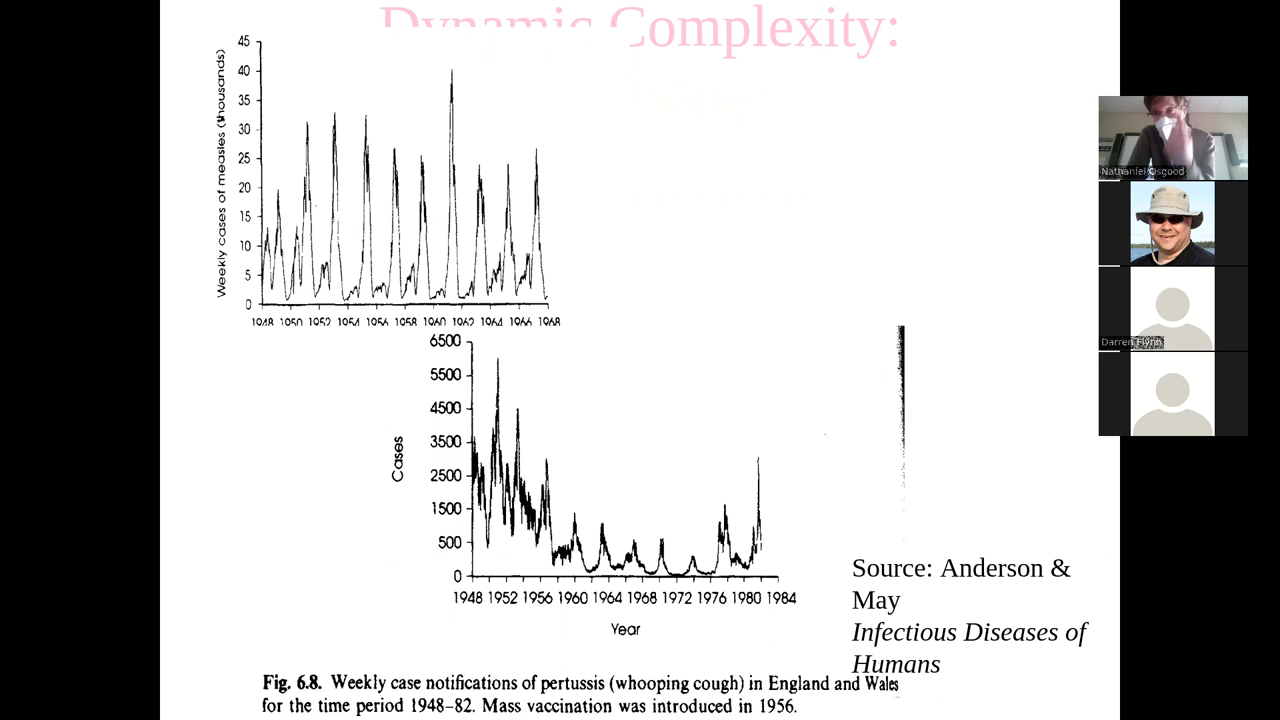 Dynamic Complexity:
Weekly cases of measles (thousands)
45
40
35
30
25
20
15
10
5
0
1948 1950 1952 1954 1956 1958 1960 1962 1964 1966 1968
Cases
6500
5500
4500
3500
2500
1500
500
0
1948 1952 1956 1960 1964 1968 1972 1976 1980 1984
Year
Fig. 6.8. Weekly case notifications of pertussis (whooping cough) in England and Wales
for the time period 1948–82. Mass vaccination was introduced in 1956.
Source: Anderson &
May
Infectious Diseases of
Humans
Nathaniel Osgood
Darren Flynn